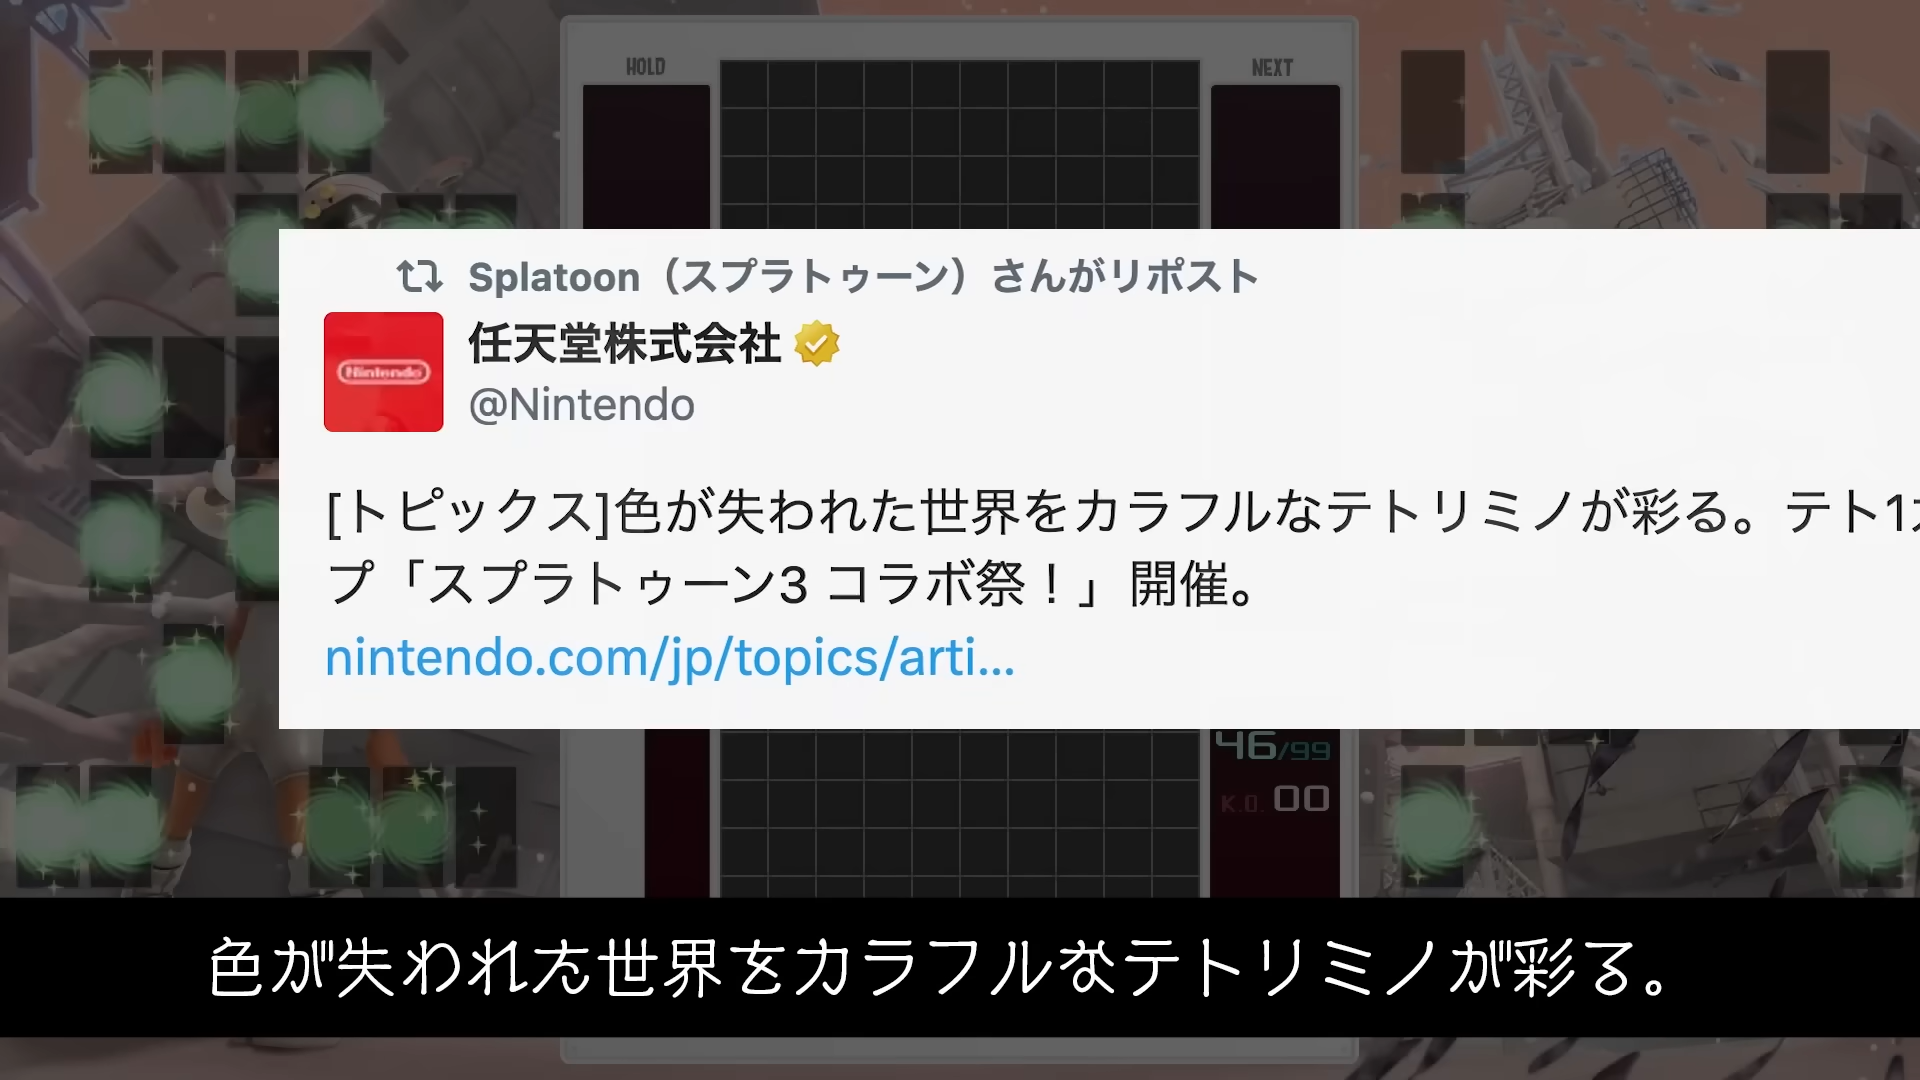 HOLD
NEXT
Splatoon（スプラトゥーン）さんがリポスト
Nintendo
任天堂株式会社
@Nintendo
[トピックス]色が失われた世界をカラフルなテトリミノが彩る。テト1
プ「スプラトゥーン3 コラボ祭！」開催。
nintendo.com/jp/topics/arti...
46/99
K.O. 00
色が失われた世界をカラフルなテトリミノが彩る。